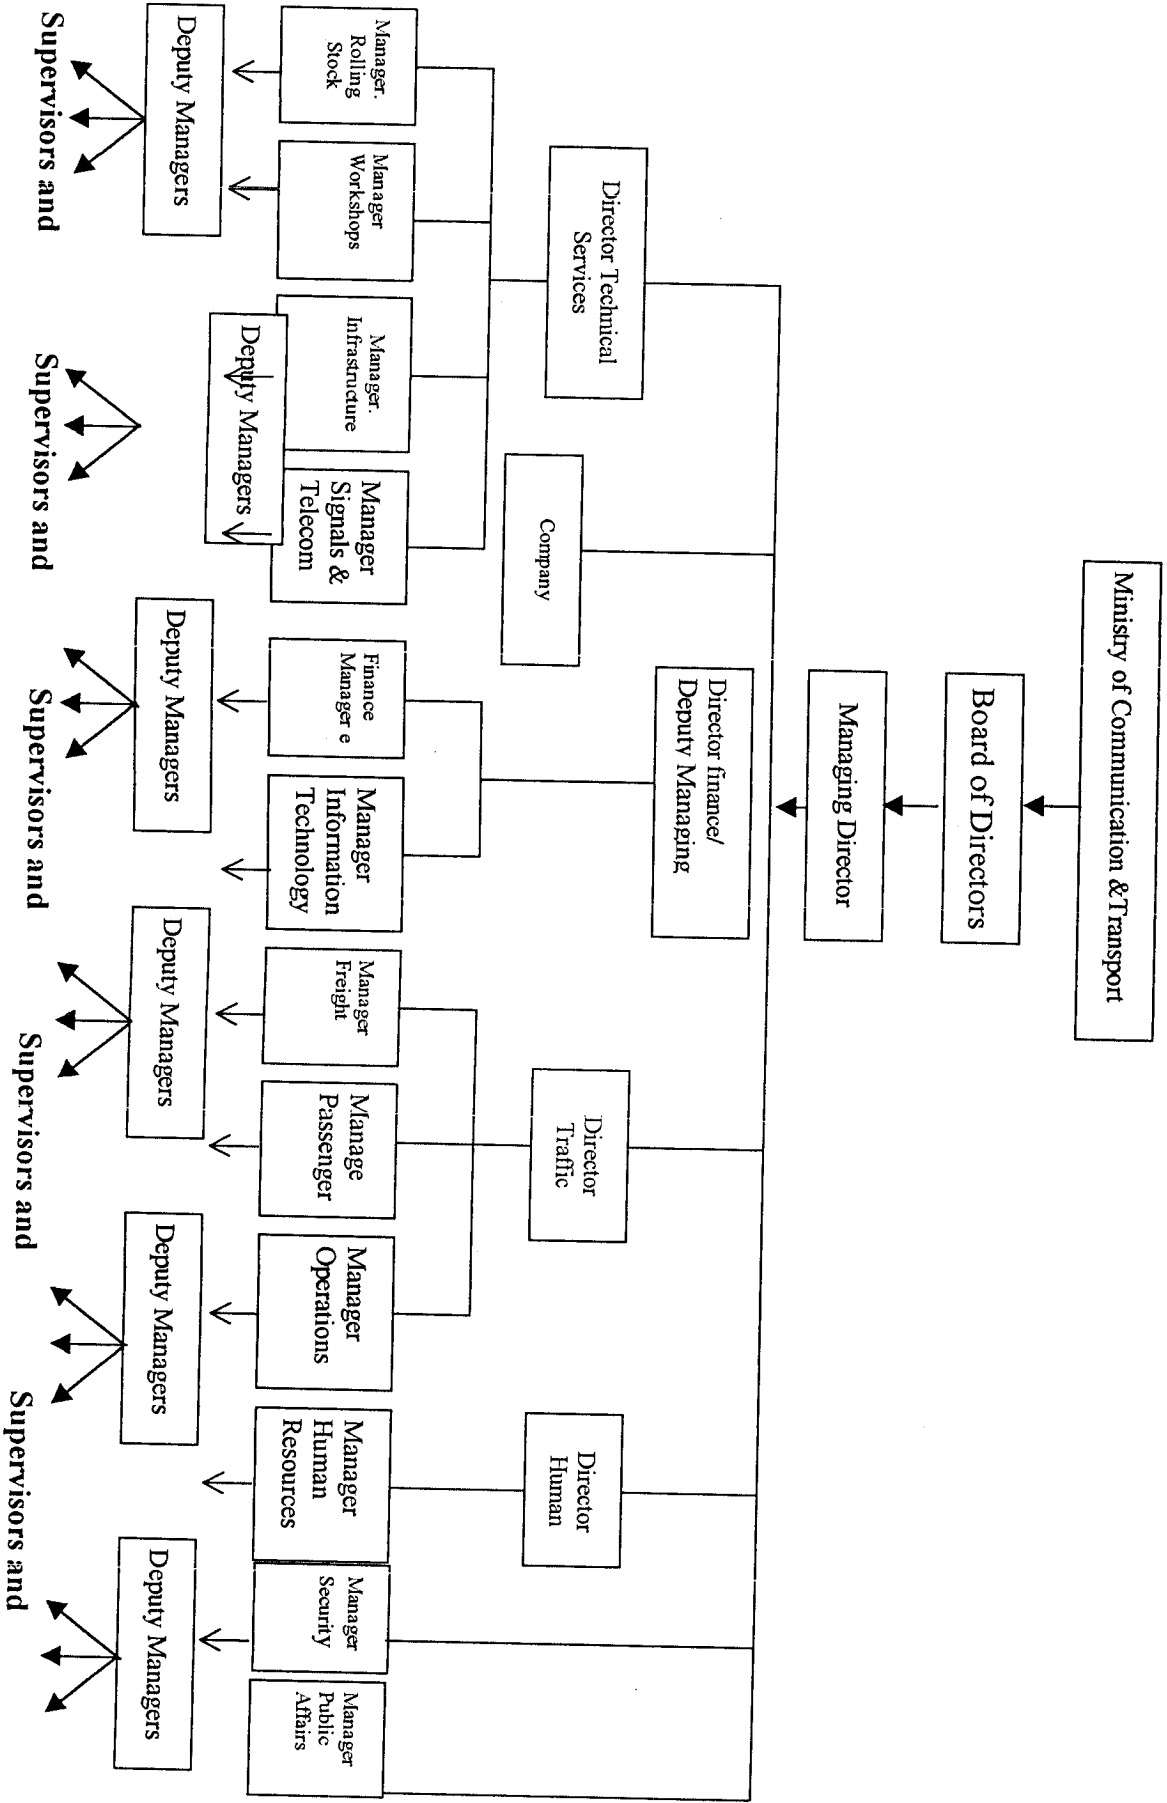 Ministry of Communication &Transport
Board of Directors
Managing Director
Director finance/
Deputy Managing
Director Technical
Services
Company
Director
Traffic
Director
Human
Manager.
Rolling
Stock
Manager
Workshops
Manager.
Infrastructure
Manager
Signals &
Telecom
Finance
Manager e
Manager
Information
Technology
Manager
Freight
Manage
Passenger
Manager
Operations
Manager
Human
Resources
Manager
Security
Manager
Public
Affairs
Deputy Managers
Deputy Managers
Deputy Managers
Deputy Managers
Deputy Managers
Deputy Managers
Supervisors and
Supervisors and
Supervisors and
Supervisors and
Supervisors and